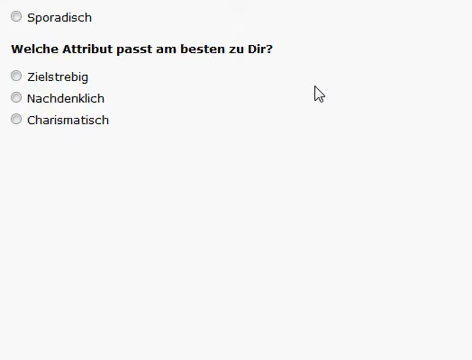 Sporadisch
Welche Attribut passt am besten zu Dir?
Zielstrebig
Nachdenklich
Charismatisch